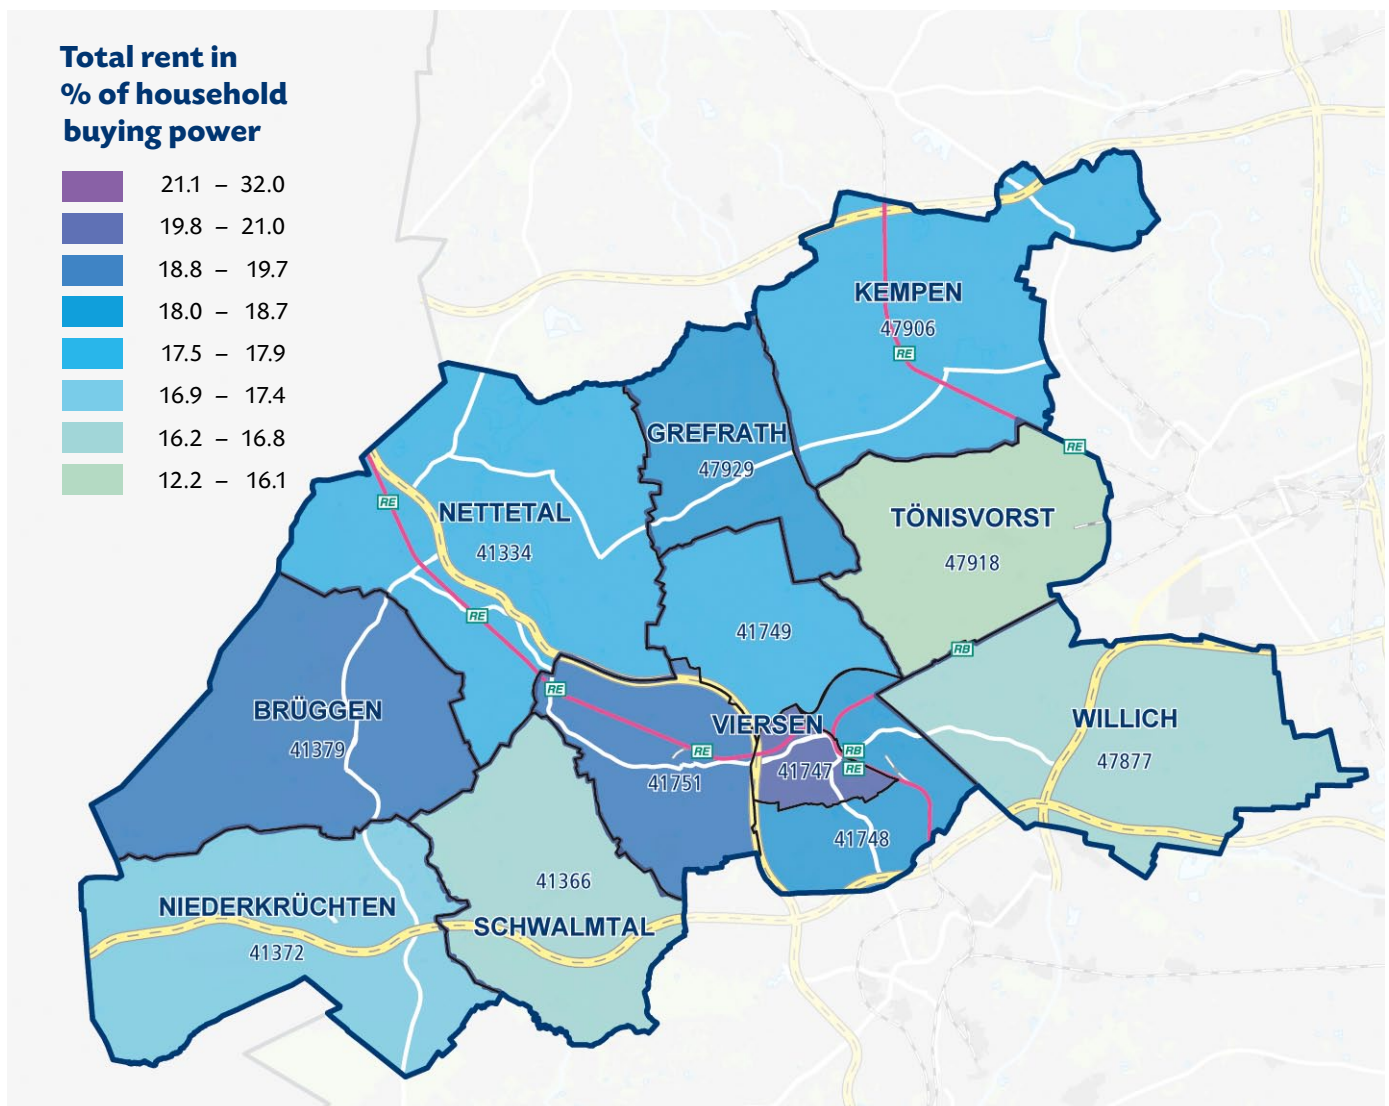 Total rent in
% of household
buying power
21.1 – 32.0
19.8 – 21.0
18.8 – 19.7
18.0 – 18.7
17.5 – 17.9
16.9 – 17.4
16.2 – 16.8
12.2 – 16.1
KEMPEN
47906
RE
GREFRATH
47929
RE
NETTETAL
41334
RE
RE
TÖNISVORST
47918
41749
RB
RE
BRÜGGEN
41379
VIERSEN
RE
41751
41747
RB
RE
41748
WILLICH
47877
41366
SCHWALMTAL
NIEDERKRÜCHTEN
41372